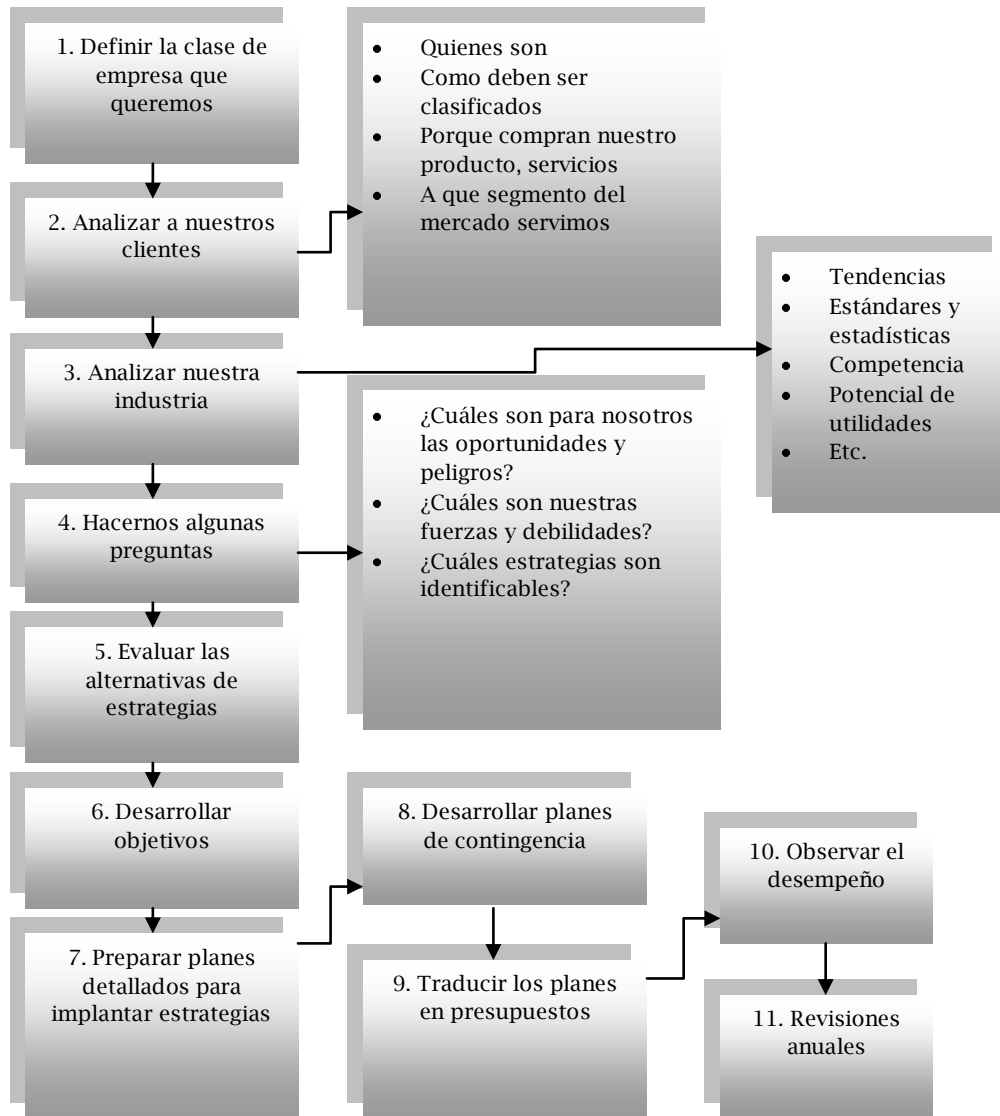 1. Definir la clase de
empresa que
queremos
• Quienes son
• Como deben ser
clasificados
• Porque compran nuestro
producto, servicios
• A que segmento del
mercado servimos
2. Analizar a nuestros
clientes
• Tendencias
• Estándares y
estadísticas
• Competencia
• Potencial de
utilidades
• Etc.
3. Analizar nuestra
industria
• ¿Cuáles son para nosotros
las oportunidades y
peligros?
• ¿Cuáles son nuestras
fuerzas y debilidades?
• ¿Cuáles estrategias son
identificables?
4. Hacernos algunas
preguntas
5. Evaluar las
alternativas de
estrategias
6. Desarrollar
objetivos
7. Preparar planes
detallados para
implantar estrategias
8. Desarrollar planes
de contingencia
9. Traducir los planes
en presupuestos
10. Observar el
desempeño
11. Revisiones
anuales